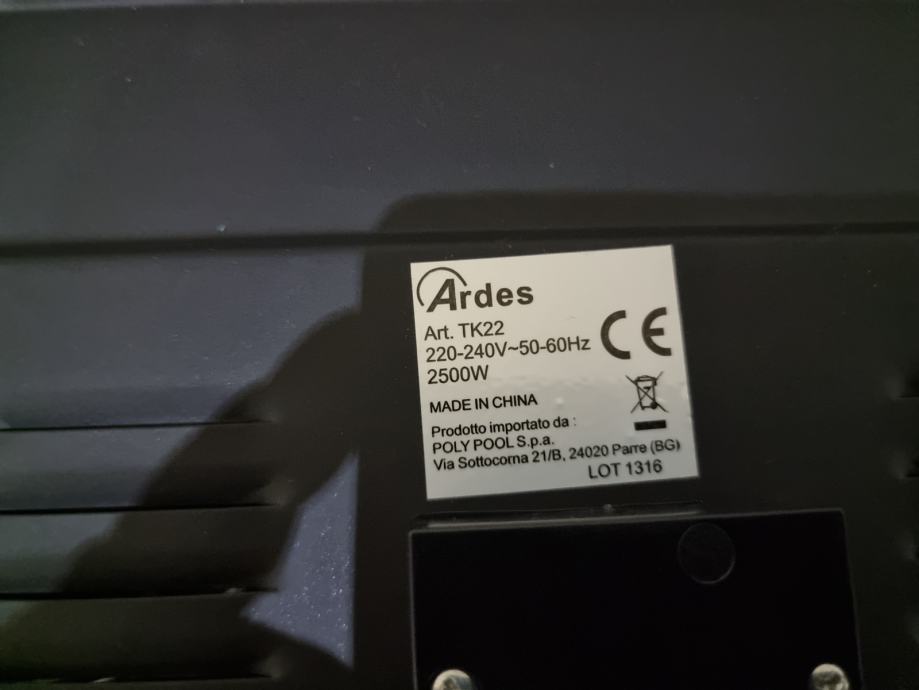 Ardes
Art. TK22
220-240V~50-60Hz
2500W
CE
MADE IN CHINA
Prodotto importato da :
POLY POOL S.p.a.
Via Sottocorna 21/B, 24020 Parre (BG)
LOT 1316